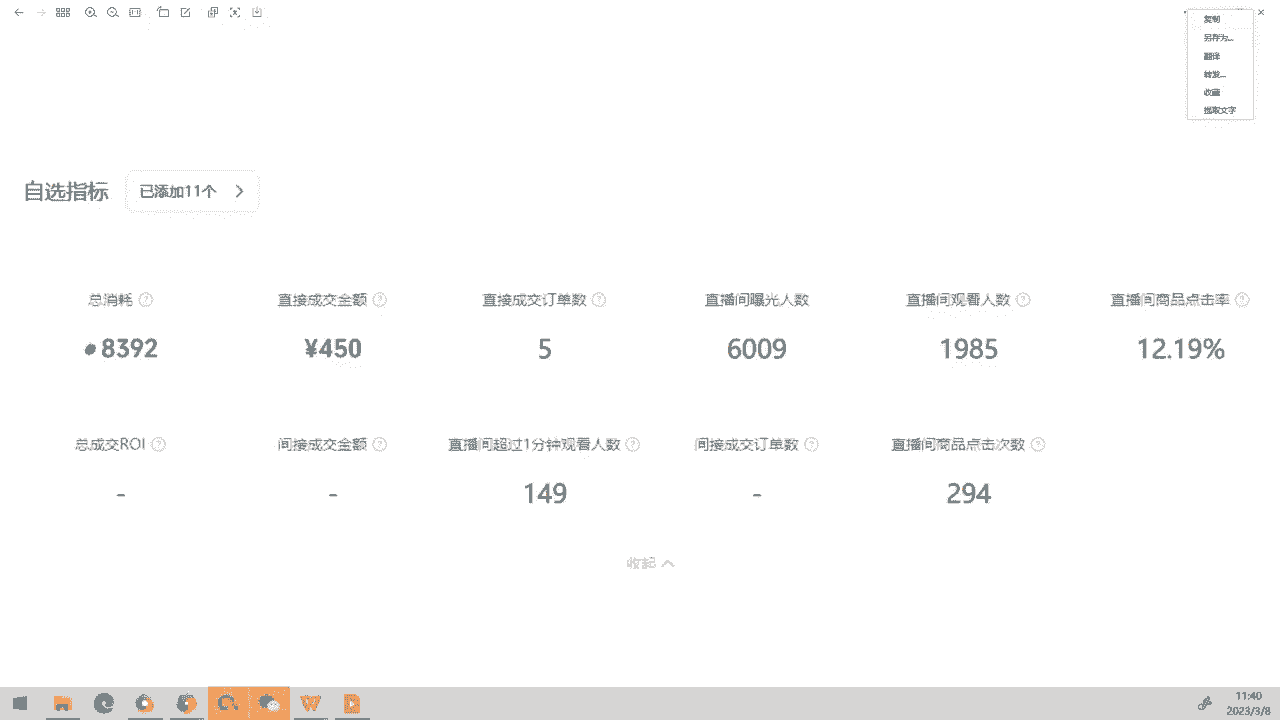 复制
另存为...
翻译
转发...
收藏
提取文字
自选指标 已添加11个
总消耗 直接成交金额 直接成交订单数 直播间曝光人数 直播间观看人数 直播间商品点击率
8392 ¥450 5 6009 1985 12.19%
总成交ROI 间接成交金额 直播间超过1分钟观看人数 间接成交订单数 直播间商品点击次数
- - 149 - 294
收起
11:40
2023/3/8